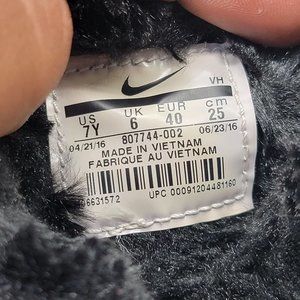 VH
US UK EUR cm
7Y 6 40 25
04/21/16 807744-002 06/23/16
MADE IN VIETNAM
FABRIQUE AU VIETNAM
UPC 00091204481160